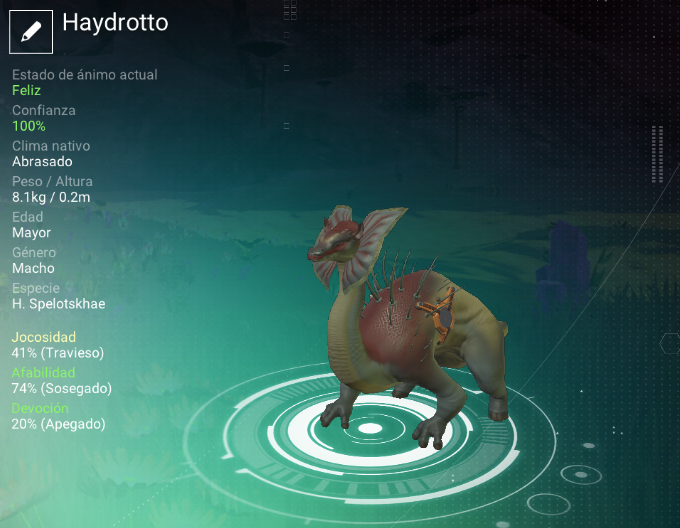 Haydrotto
Estado de ánimo actual
Feliz
Confianza
100%
Clima nativo
Abrasado
Peso / Altura
8.1kg / 0.2m
Edad
Mayor
Género
Macho
Especie
H. Spelotskhae
Jocosidad
41% (Travieso)
Afabilidad
74% (Sosegado)
Devoción
20% (Apegado)